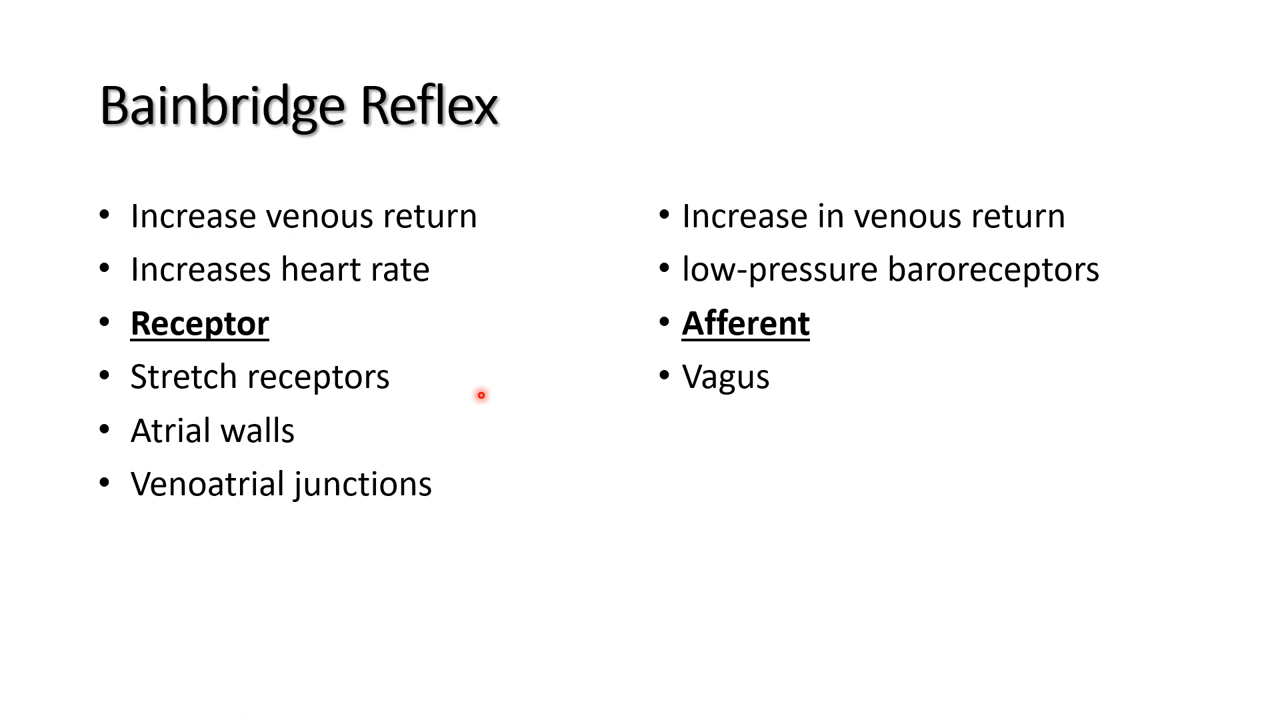 Bainbridge Reflex
• Increase venous return
• Increases heart rate
• Receptor
• Stretch receptors
• Atrial walls
• Venoatrial junctions
• Increase in venous return
• low-pressure baroreceptors
• Afferent
• Vagus